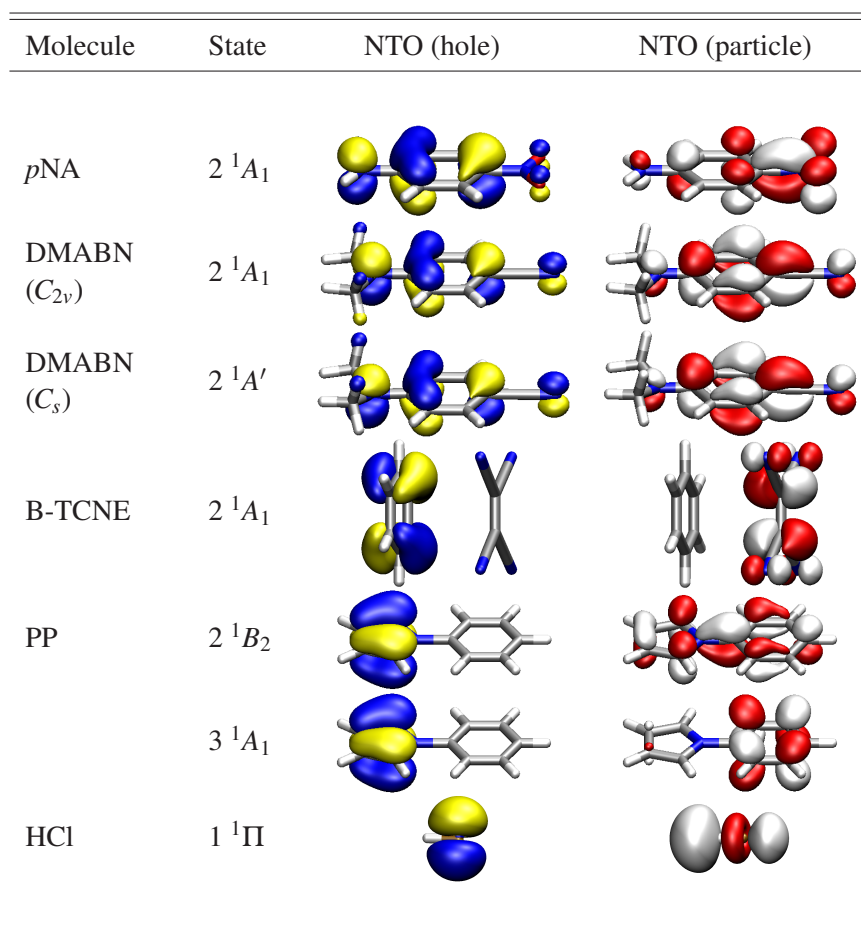 Molecule State NTO (hole) NTO (particle)
pNA 2 ¹A₁
DMABN
(C₂ᵥ) 2 ¹A₁
DMABN
(Cₛ) 2 ¹A′
B-TCNE 2 ¹A₁
PP 2 ¹B₂
3 ¹A₁
HCl 1 ¹Π